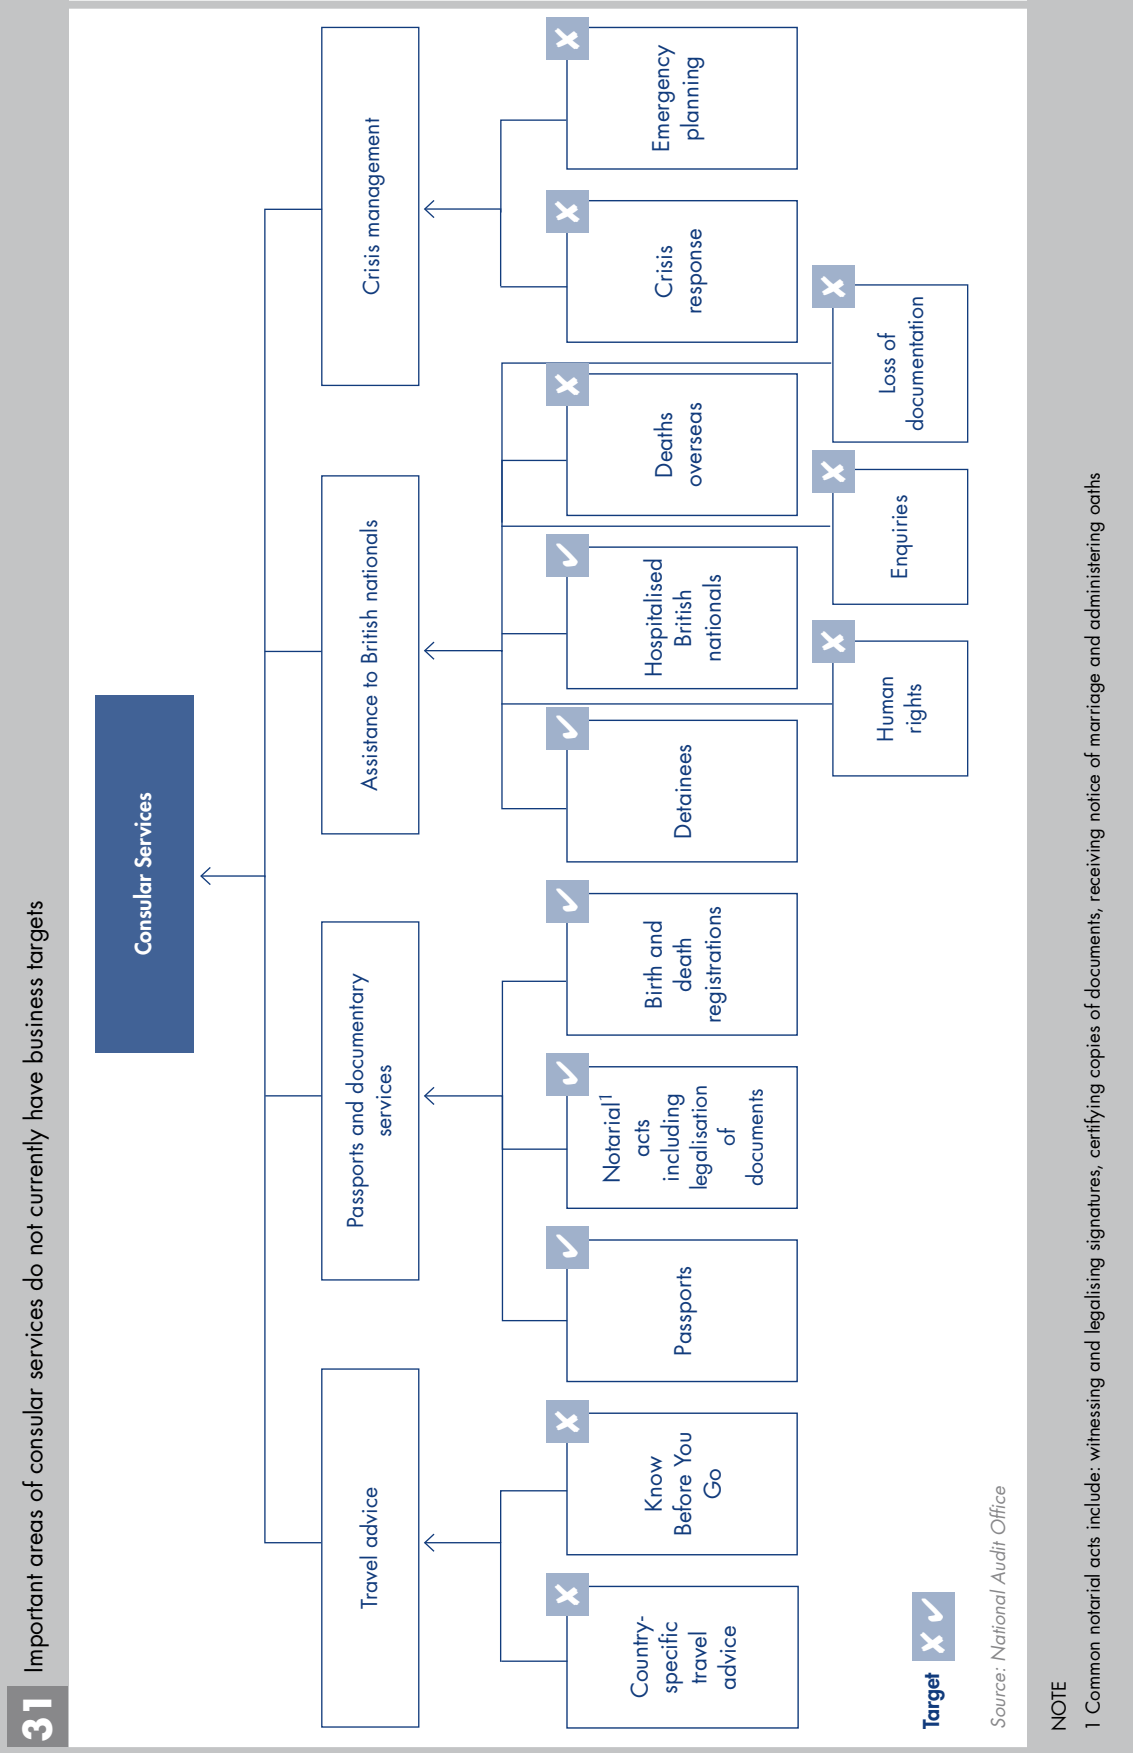 31
Important areas of consular services do not currently have business targets
Consular Services
Travel advice
Passports and documentary
services
Assistance to British nationals
Crisis management
Country-
specific
travel
advice
Know
Before You
Go
Passports
Notarial1
acts
including
legalisation
of
documents
Birth and
death
registrations
Detainees
Hospitalised
British
nationals
Deaths
overseas
Crisis
response
Emergency
planning
Human
rights
Enquiries
Loss of
documentation
Target
Source: National Audit Office
NOTE
1 Common notarial acts include: witnessing and legalising signatures, certifying copies of documents, receiving notice of marriage and administering oaths